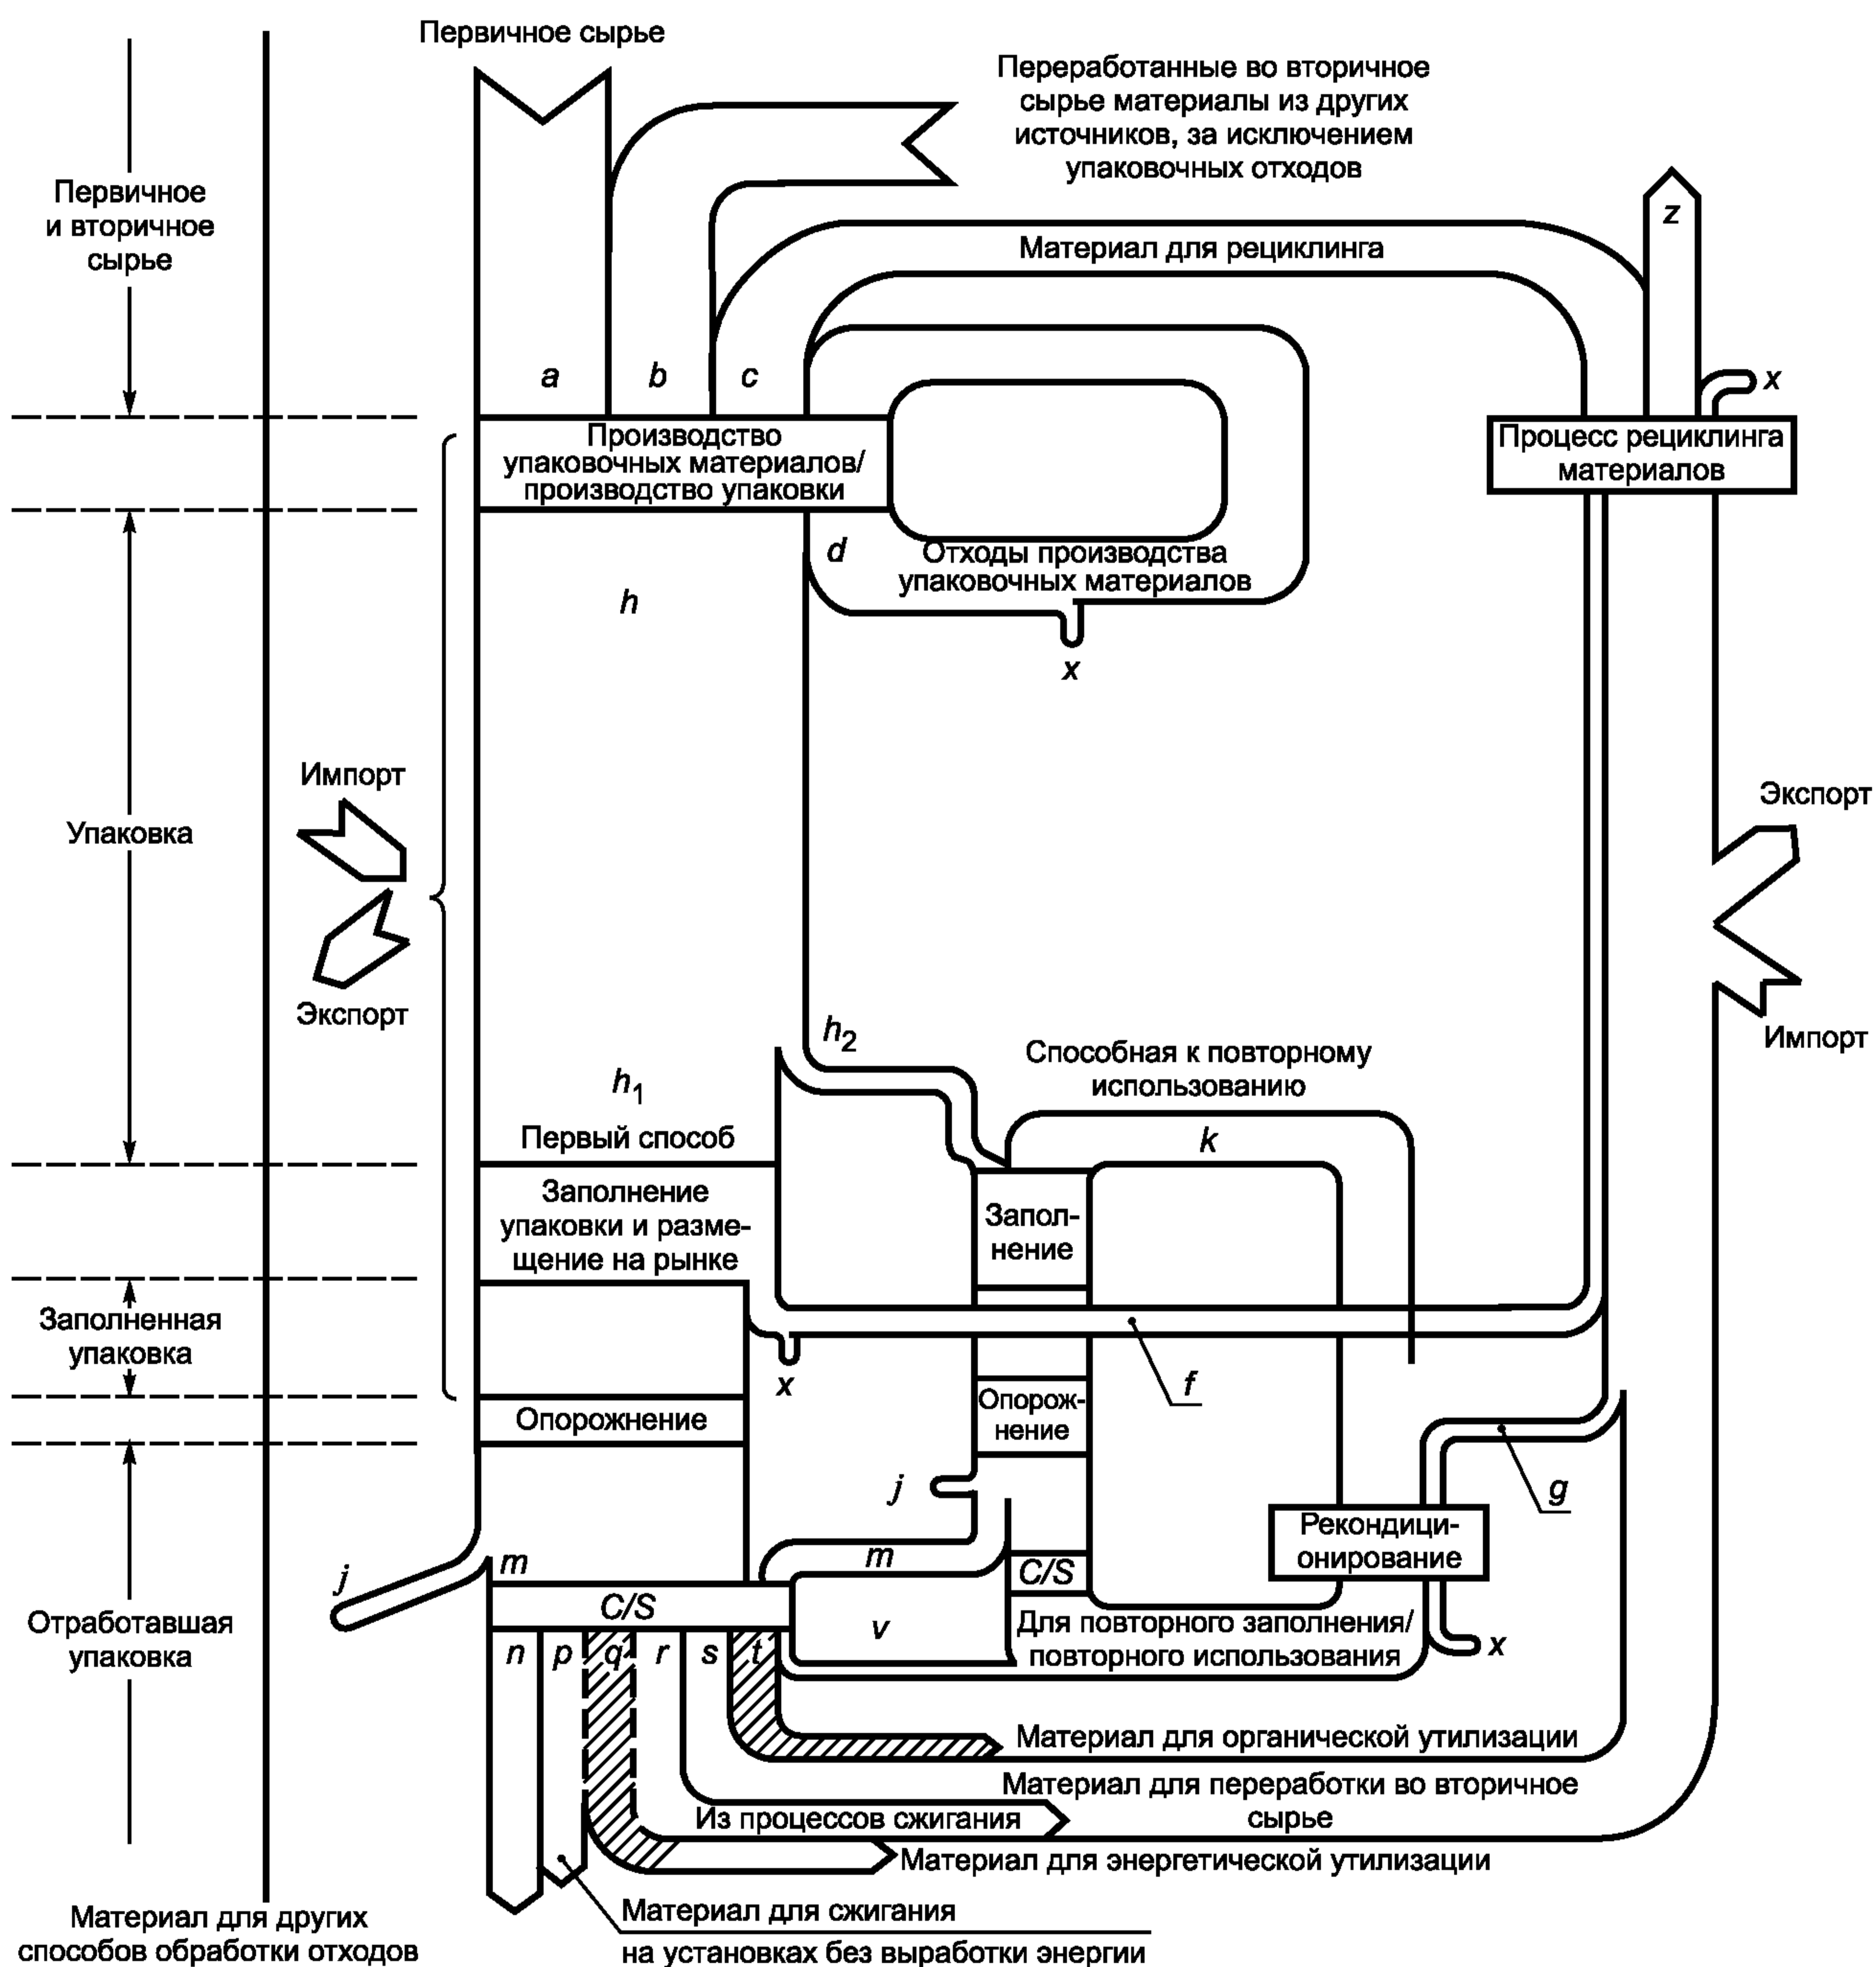 Первичное сырье
Переработанные во вторичное
сырье материалы из других
источников, за исключением
упаковочных отходов
Первичное
и вторичное
сырье
z
Материал для рециклинга
a
b
c
x
Производство
упаковочных материалов/
производство упаковки
Процесс рециклинга
материалов
d
Отходы производства
упаковочных материалов
h
x
Импорт
Упаковка
Экспорт
Экспорт
Импорт
h2
Способная к повторному
использованию
h1
Первый способ
k
Заполнение
упаковки и разме-
щение на рынке
Запол-
нение
Заполненная
упаковка
x
f
Опорожнение
Опорож-
нение
j
g
Рекондици-
онирование
j
m
m
C/S
C/S
Отработавшая
упаковка
v
Для повторного заполнения/
повторного использования
x
n
p
q
r
s
t
Материал для органической утилизации
Материал для переработки во вторичное
сырье
Из процессов сжигания
Материал для энергетической утилизации
Материал для других
способов обработки отходов
Материал для сжигания
на установках без выработки энергии